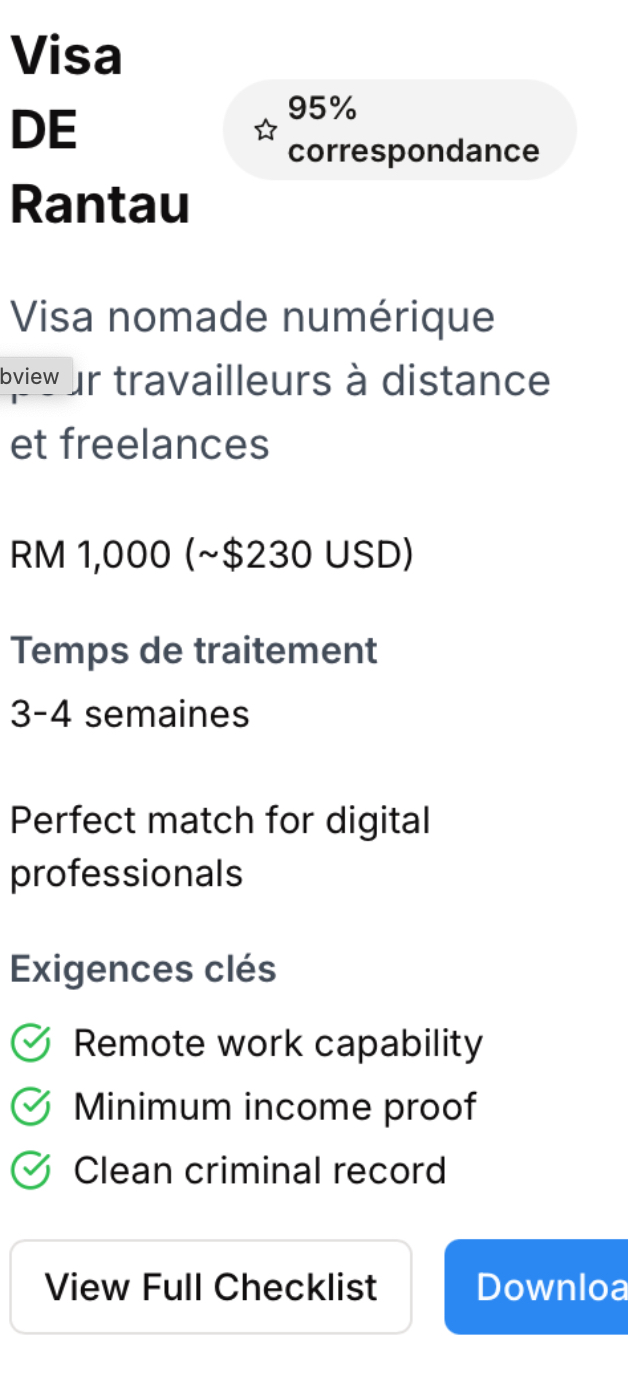 Visa
DE
Rantau
95%
correspondance
Visa nomade numérique
bview
travailleurs à distance
et freelances
RM 1,000 (~$230 USD)
Temps de traitement
3-4 semaines
Perfect match for digital
professionals
Exigences clés
Remote work capability
Minimum income proof
Clean criminal record
View Full Checklist
Downloa